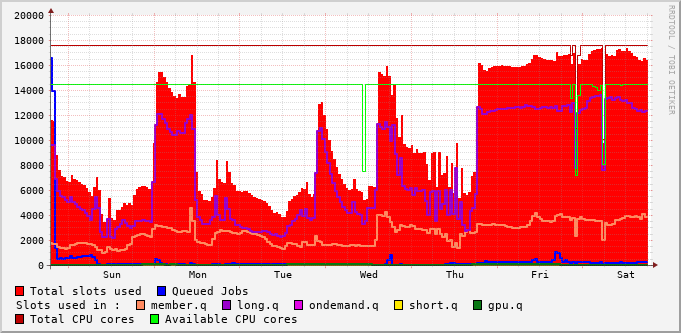 20000
18000
16000
14000
12000
10000
8000
6000
4000
2000
0
Sun Mon Tue Wed Thu Fri Sat
RRDTOOL / TOBI OETIKER
Total slots used Queued Jobs
Slots used in : member.q long.q ondemand.q short.q gpu.q
Total CPU cores Available CPU cores